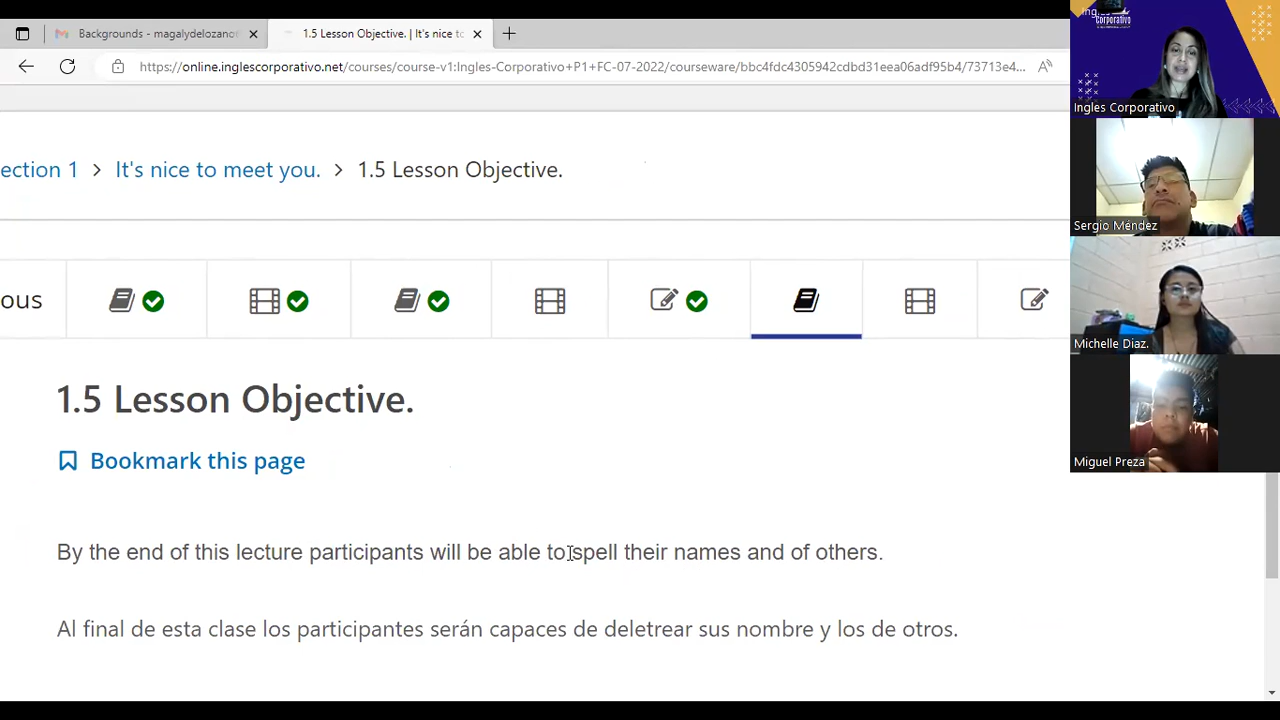 Backgrounds - magalydelozano
1.5 Lesson Objective. | It's nice to
https://online.inglescorporativo.net/courses/course-v1:Ingles-Corporativo+P1+FC-07-2022/courseware/bbc4fdc4305942cdbd31eea06adf95b4/73713e4...
ection 1 > It's nice to meet you. > 1.5 Lesson Objective.
ous
1.5 Lesson Objective.
Bookmark this page
By the end of this lecture participants will be able to spell their names and of others.
Al final de esta clase los participantes serán capaces de deletrear sus nombre y los de otros.
Corporativo
Ingles Corporativo
Sergio Méndez
Michelle Diaz.
Miguel Preza